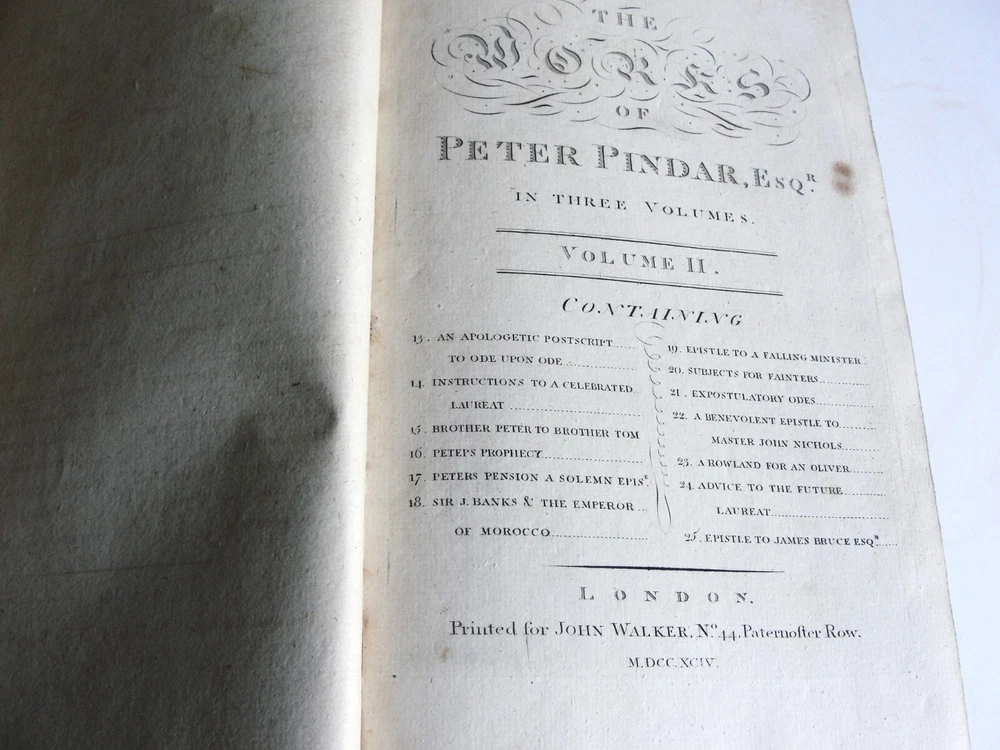 THE
WORKS
OF
PETER PINDAR, ESQ.R
IN THREE VOLUMES.
VOLUME II.
CONTAINING
13. AN APOLOGETIC POSTSCRIPT
TO ODE UPON ODE
14. INSTRUCTIONS TO A CELEBRATED
LAUREAT
15. BROTHER PETER TO BROTHER TOM
16. PETER'S PROPHECY
17. PETERS PENSION A SOLEMN EPIS.E
18. SIR J. BANKS & THE EMPEROR
OF MOROCCO
19. EPISTLE TO A FALLING MINISTER
20. SUBJECTS FOR PAINTERS
21. EXPOSTULATORY ODES
22. A BENEVOLENT EPISTLE TO
MASTER JOHN NICHOLS
23. A ROWLAND FOR AN OLIVER
24. ADVICE TO THE FUTURE
LAUREAT
25. EPISTLE TO JAMES BRUCE ESQ.R
LONDON.
Printed for JOHN WALKER, No. 44, Paternoſter Row.
M.DCC.XCIV.